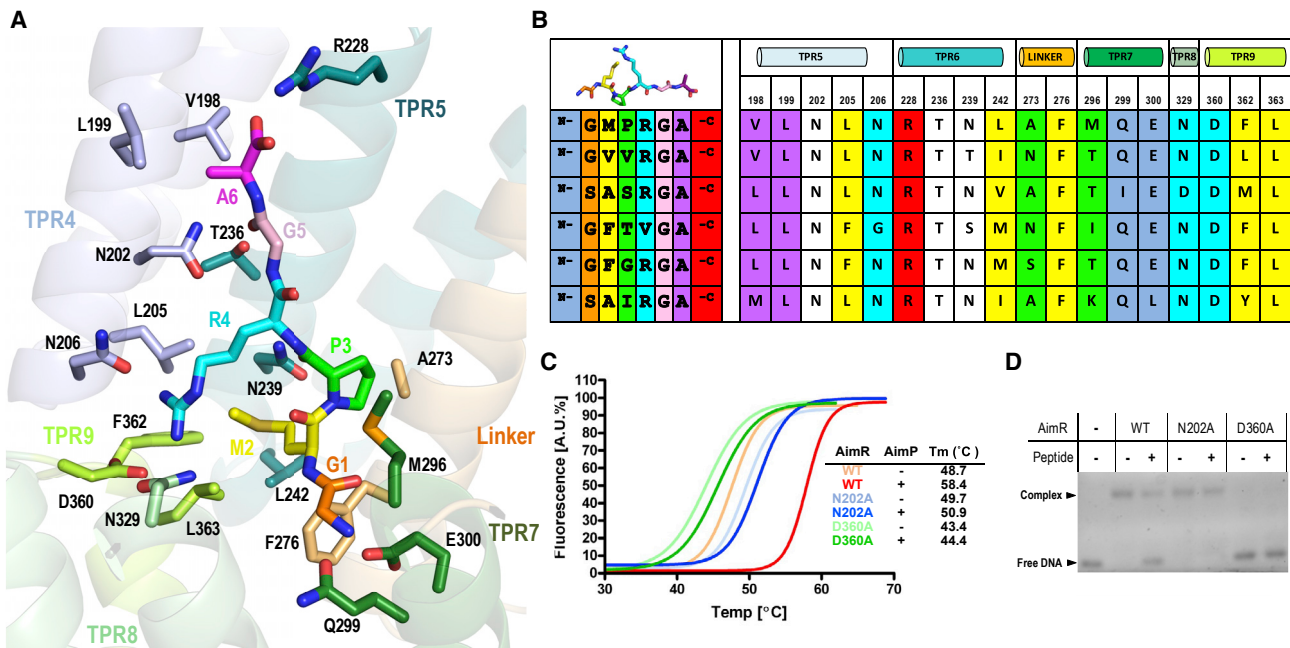 A
R228
V198
TPR5
L199
A6
TPR4
G5
T236
N202
L205
R4
P3
N206
A273
N239
F362
TPR9
M2
Linker
G1
M296
D360
L242
N329
TPR7
L363
F276
E300
Q299
TPR8
B
TPR5 TPR6 LINKER TPR7 TPR8 TPR9
198 199 202 205 206 228 236 239 242 273 276 296 299 300 329 360 362 363
N- G M P R G A -C V L N L N R T N L A F M Q E N D F L
N- G V V R G A -C V L N L N R T T I N F T Q E N D L L
N- S A S R G A -C L L N L N R T N V A F T I E D D M L
N- G F T V G A -C L L N F G R T S M N F I Q E N D F L
N- G F G R G A -C L L N F N R T N M S F T Q E N D F L
N- S A I R G A -C M L N L N R T N I A F K Q L N D Y L
C
Fluorescence [A.U.%]
110
100
90
80
70
60
50
40
30
20
10
0
30 40 50 60 70
Temp [°C]
AimR AimP Tm (°C)
WT - 48.7
WT + 58.4
N202A - 49.7
N202A + 50.9
D360A - 43.4
D360A + 44.4
D
AimR - WT N202A D360A
Peptide - - + - + - +
Complex
Free DNA